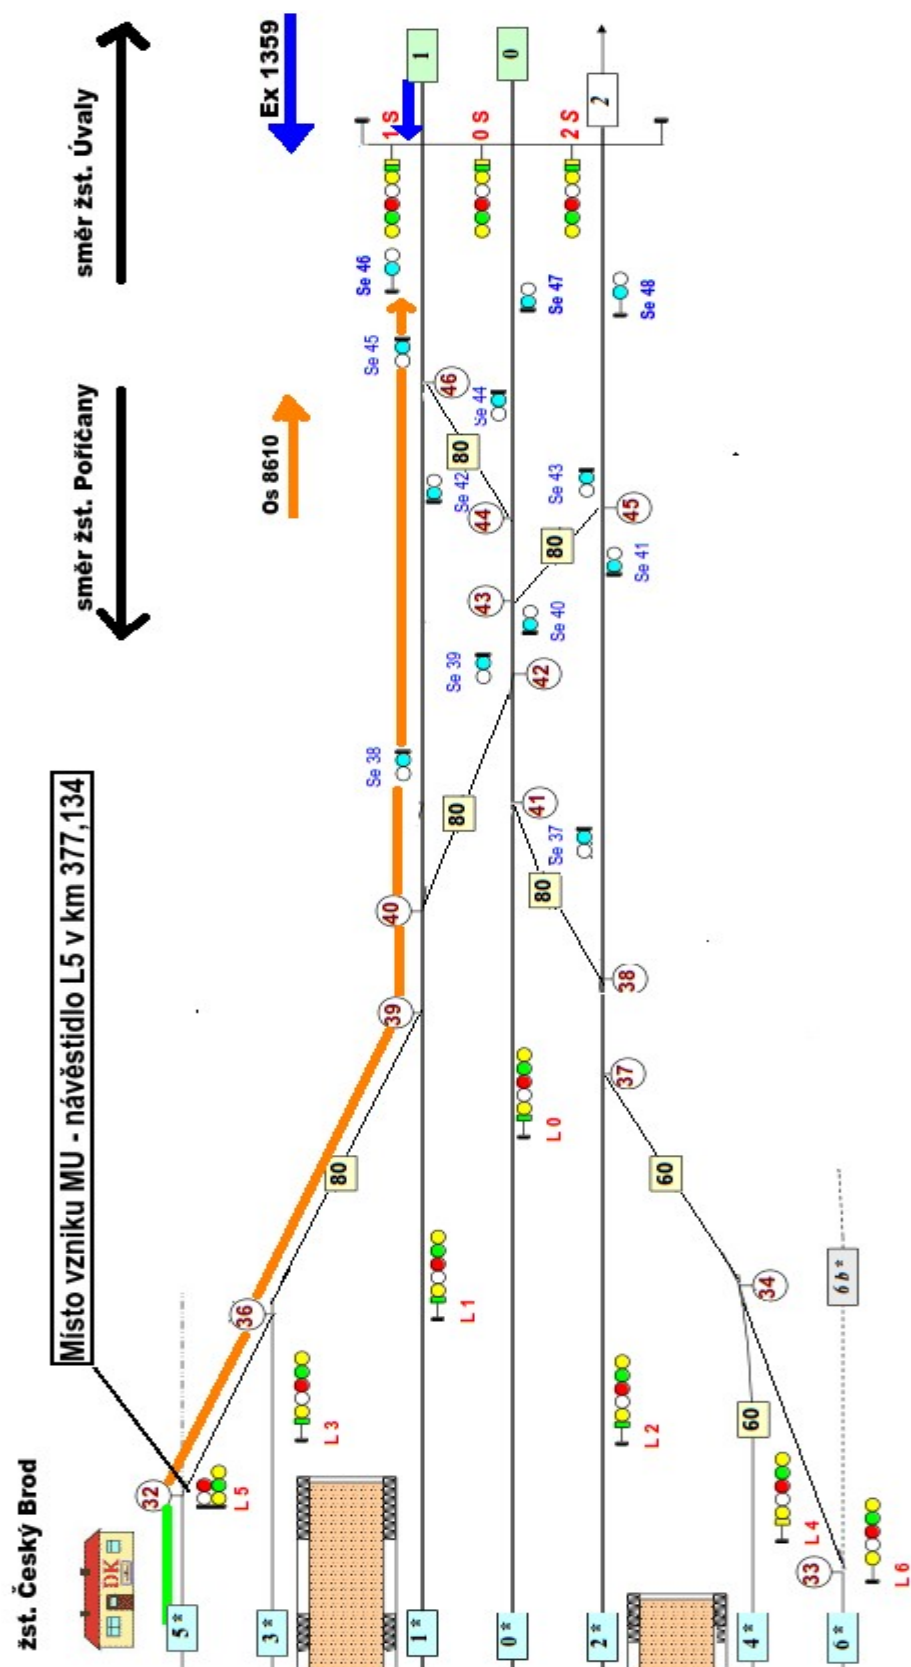 žst. Český Brod
Místo vzniku MU - návěstidlo L5 v km 377,134
směr žst. Poříčany
směr žst. Úvaly
Os 8610
Ex 1359
DK
32
36
39
40
80
80
80
80
80
80
60
60
41
42
43
44
45
46
38
37
34
33
Se 37
Se 38
Se 39
Se 40
Se 41
Se 42
Se 43
Se 44
Se 45
Se 46
Se 47
Se 48
1 S
0 S
2 S
L 5
L 3
L 1
L 0
L 2
L 4
L 6
5*
3*
1*
0*
2*
4*
6*
6b*
1
0
2